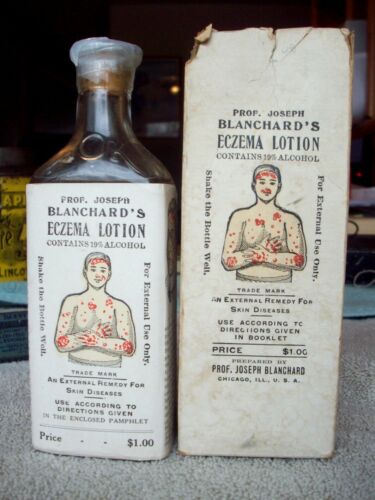 PROF. JOSEPH
BLANCHARD'S
ECZEMA LOTION
CONTAINS 19% ALCOHOL
Shake the Bottle Well.
For External Use Only.
TRADE MARK
AN EXTERNAL REMEDY FOR
SKIN DISEASES
USE ACCORDING TO
DIRECTIONS GIVEN
IN THE ENCLOSED PAMPHLET
Price - - $1.00
PROF. JOSEPH
BLANCHARD'S
ECZEMA LOTION
CONTAINS 19% ALCOHOL
Shake the Bottle Well.
For External Use Only.
TRADE MARK
AN EXTERNAL REMEDY FOR
SKIN DISEASES
USE ACCORDING TO
DIRECTIONS GIVEN
IN BOOKLET
PRICE $1.00
PREPARED BY
PROF. JOSEPH BLANCHARD
CHICAGO, ILL., U. S. A.